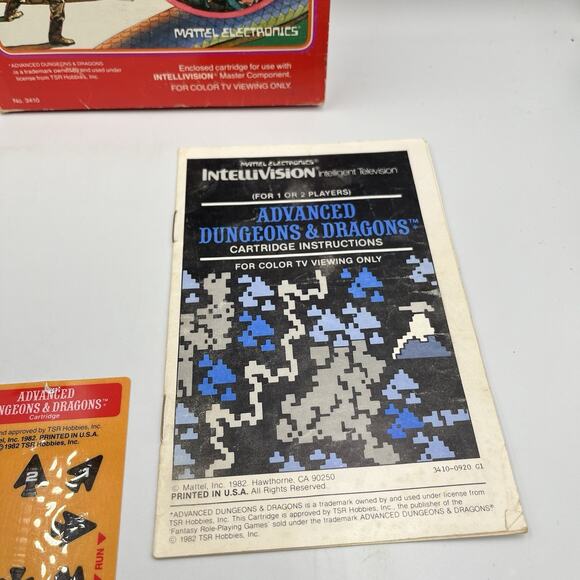 MATTEL ELECTRONICS®
*ADVANCED DUNGEONS & DRAGONS
is a trademark owned by and used under
license from TSR Hobbies, Inc.
Enclosed cartridge for use with
INTELLIVISION® Master Component.
FOR COLOR TV VIEWING ONLY.
No. 3410
MATTEL ELECTRONICS®
INTELLIVISION® Intelligent Television
(FOR 1 OR 2 PLAYERS)
ADVANCED
DUNGEONS & DRAGONS™*
CARTRIDGE INSTRUCTIONS
FOR COLOR TV VIEWING ONLY
© Mattel, Inc. 1982. Hawthorne, CA 90250
PRINTED IN U.S.A. All Rights Reserved.
3410-0920 G1
*ADVANCED DUNGEONS & DRAGONS is a trademark owned by and used under license from
TSR Hobbies, Inc. This Cartridge is approved by TSR Hobbies, Inc., the publisher of the
'Fantasy Role-Playing Games' sold under the trademark ADVANCED DUNGEONS & DRAGONS®
© 1982 TSR Hobbies, Inc.
ADVANCED
NGEONS & DRAGONS™
Cartridge
nd approved by TSR Hobbies, Inc.
el, Inc. 1982. PRINTED IN U.S.A.
©1982 TSR Hobbies, Inc.
2
RUN